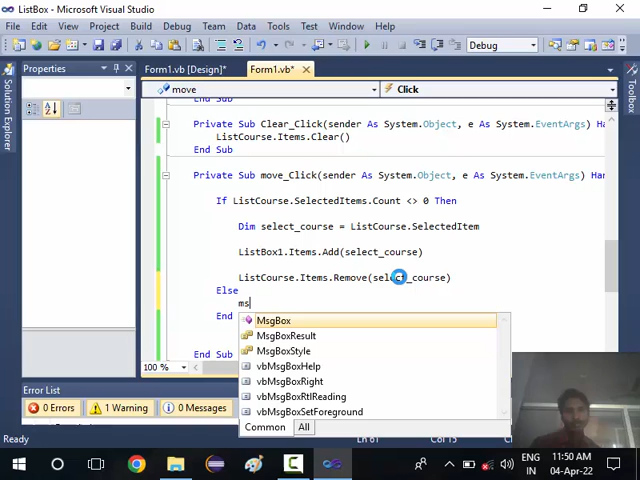 ListBox - Microsoft Visual Studio
File Edit View Project Build Debug Team Data Tools Test Window Help
Debug
Properties
Form1.vb [Design]* Form1.vb*
Solution Explorer
Toolbox
move Click
End Sub
Private Sub Clear_Click(sender As System.Object, e As System.EventArgs) Han
ListCourse.Items.Clear()
End Sub
Private Sub move_Click(sender As System.Object, e As System.EventArgs) Han
If ListCourse.SelectedItems.Count <> 0 Then
Dim select_course = ListCourse.SelectedItem
ListBox1.Items.Add(select_course)
ListCourse.Items.Remove(select_course)
Else
ms
End
End Sub
MsgBox
MsgBoxResult
MsgBoxStyle
vbMsgBoxHelp
vbMsgBoxRight
vbMsgBoxRtlReading
vbMsgBoxSetForeground
Common All
100 %
Error List
0 Errors 1 Warning 0 Messages
Ready Ln 61
ENG 11:50 AM
IN 04-Apr-22